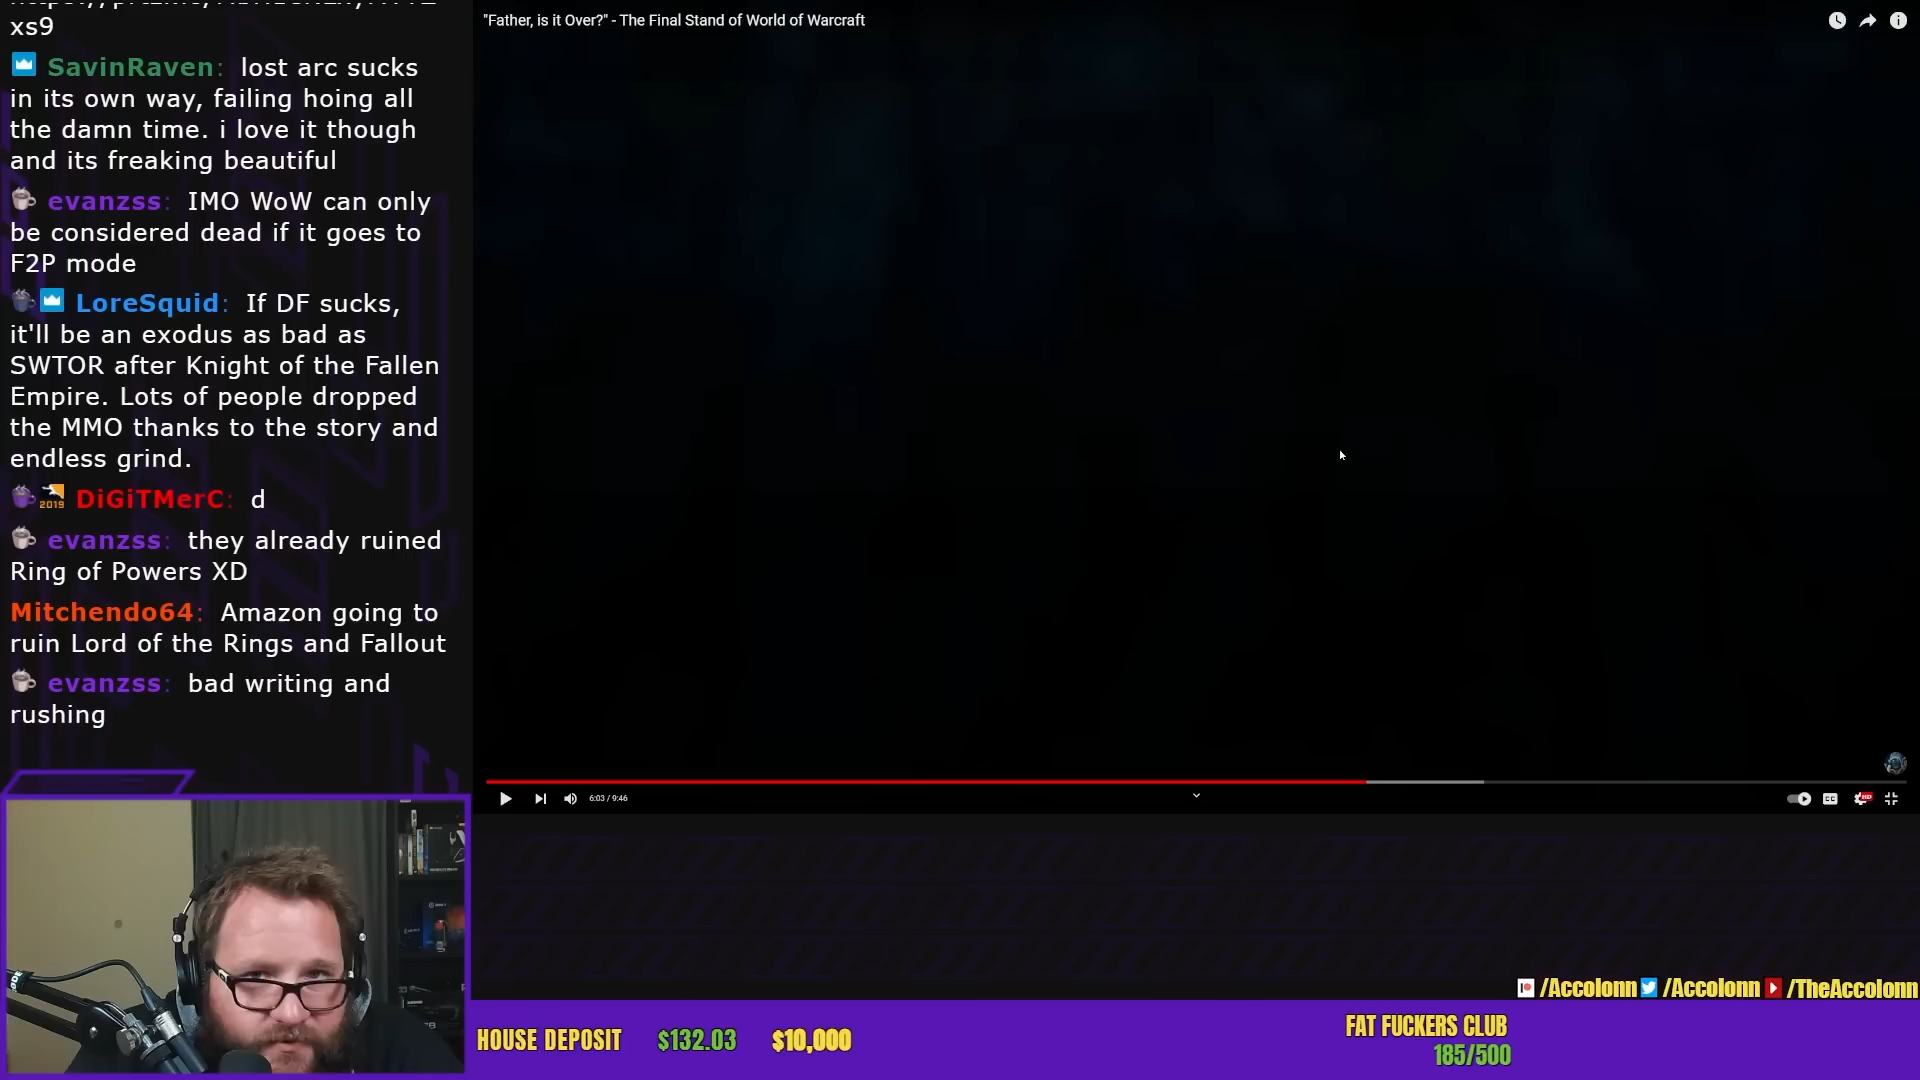 xs9
SavinRaven: lost arc sucks
in its own way, failing hoing all
the damn time. i love it though
and its freaking beautiful
evanzss: IMO WoW can only
be considered dead if it goes to
F2P mode
LoreSquid: If DF sucks,
it'll be an exodus as bad as
SWTOR after Knight of the Fallen
Empire. Lots of people dropped
the MMO thanks to the story and
endless grind.
2019 DiGiTMerC: d
evanzss: they already ruined
Ring of Powers XD
Mitchendo64: Amazon going to
ruin Lord of the Rings and Fallout
evanzss: bad writing and
rushing
"Father, is it Over?" - The Final Stand of World of Warcraft
6:03 / 9:46
CC
HD
/Accolonn /Accolonn /TheAccolonn
HOUSE DEPOSIT $132.03 $10,000
FAT FUCKERS CLUB
185/500